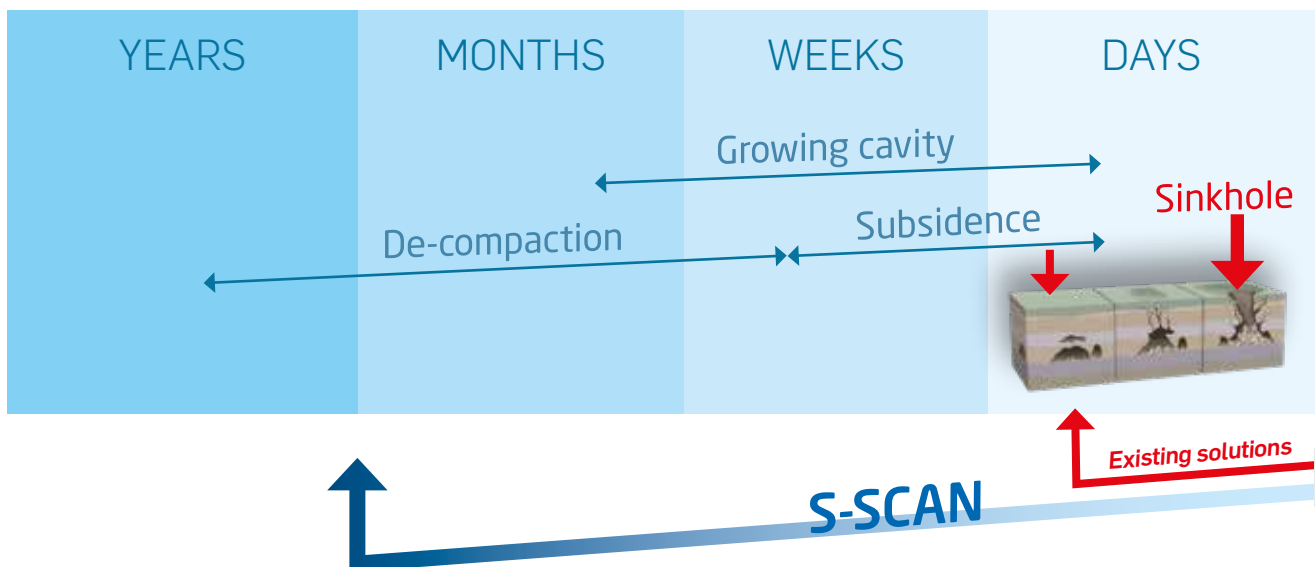 YEARS
MONTHS
WEEKS
DAYS
Growing cavity
Sinkhole
De-compaction
Subsidence
Existing solutions
S-SCAN